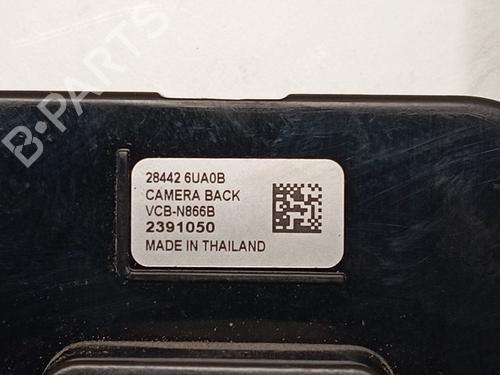 B-PARTS
28442 6UA0B
CAMERA BACK
VCB-N866B
2391050
MADE IN THAILAND